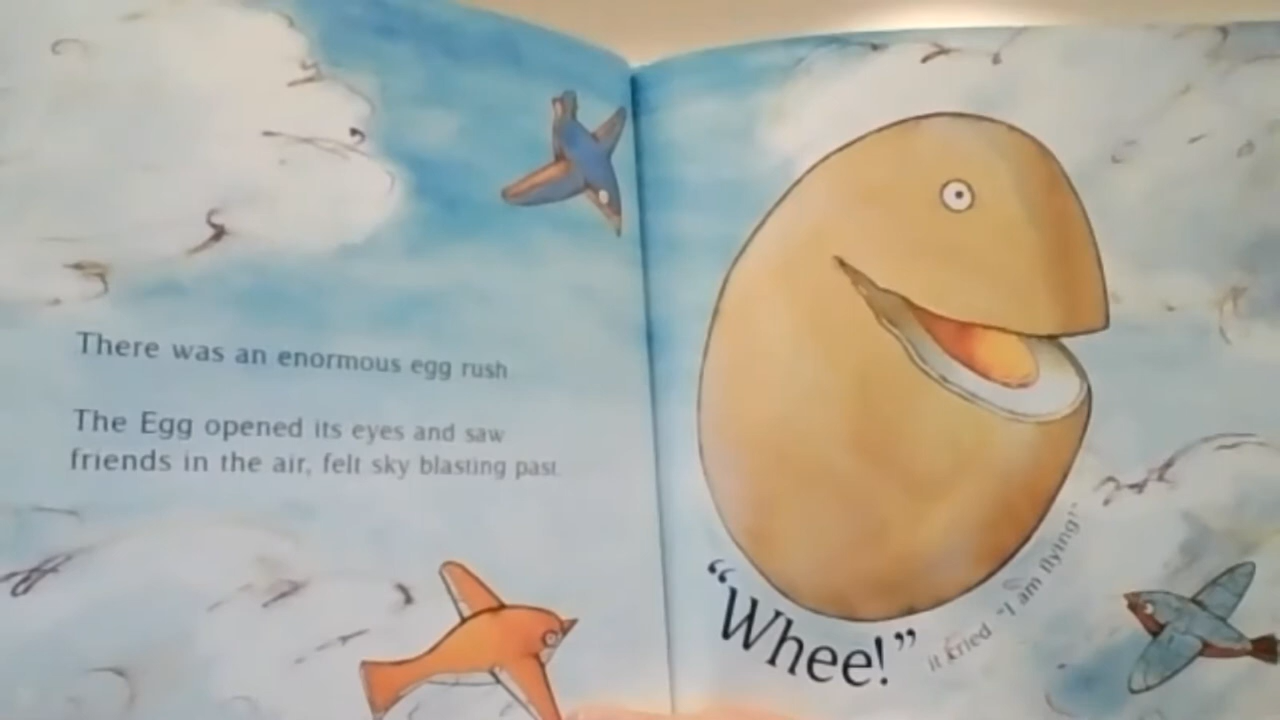 There was an enormous egg rush
The Egg opened its eyes and saw
friends in the air, felt sky blasting past
“Whee!” it cried “I am flying!”